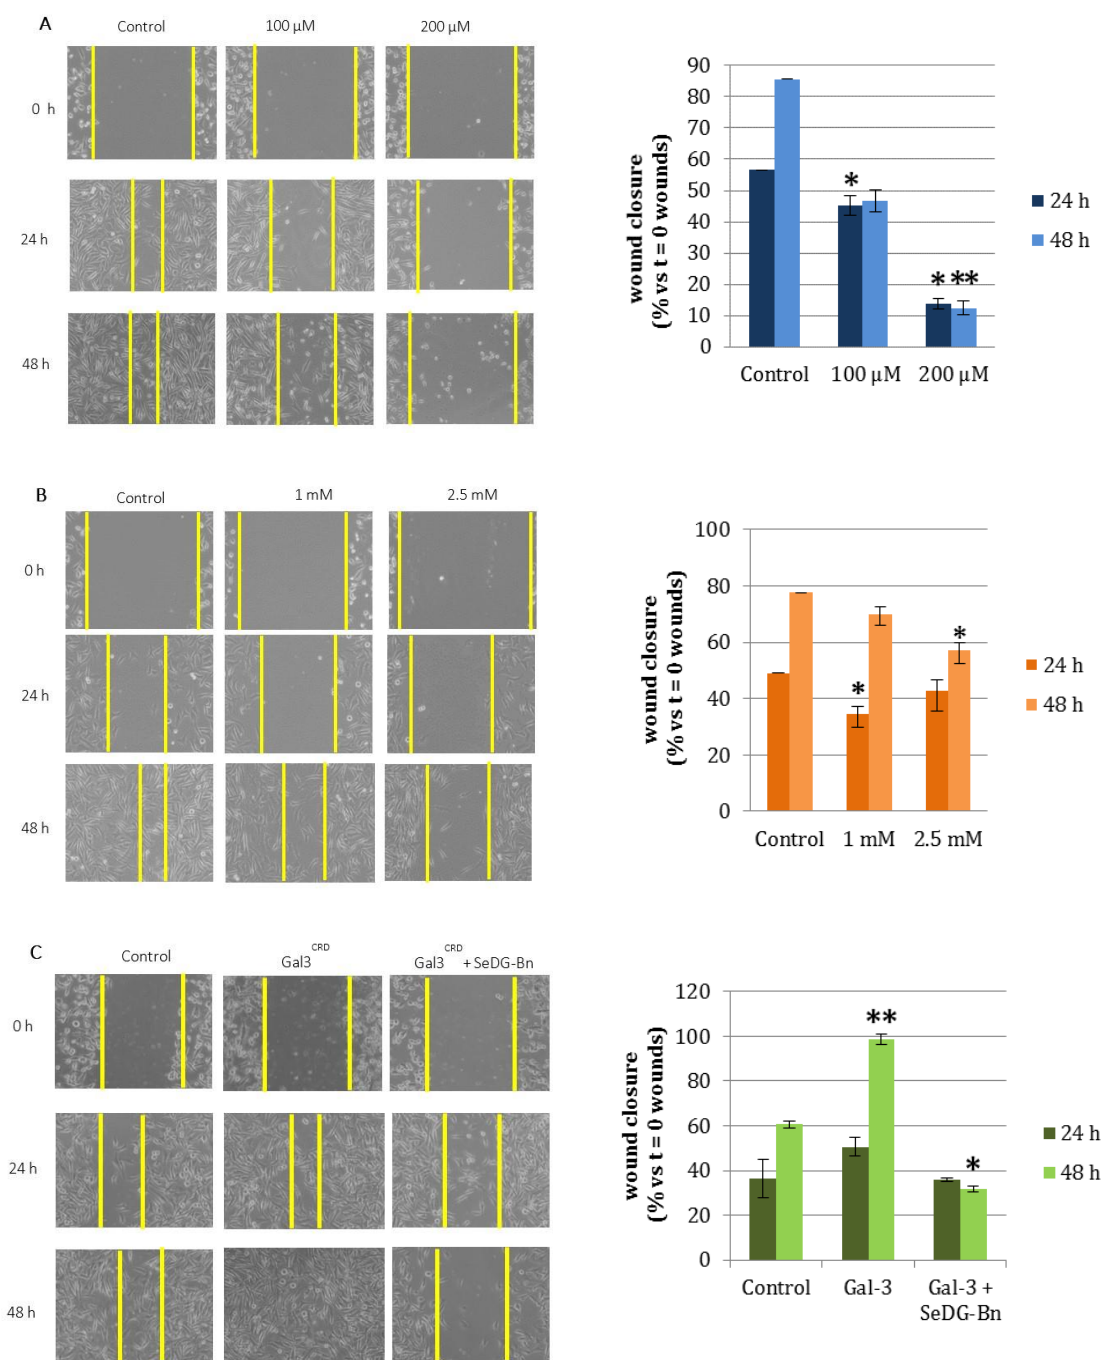 A
Control
100 µM
200 µM
0 h
24 h
48 h
wound closure
(% vs t = 0 wounds)
90
80
70
60
50
40
30
20
10
0
*
* **
Control
100 µM
200 µM
24 h
48 h
B
Control
1 mM
2.5 mM
0 h
24 h
48 h
wound closure
(% vs t = 0 wounds)
100
80
60
40
20
0
*
*
Control
1 mM
2.5 mM
24 h
48 h
C
Control
Gal3CRD
Gal3CRD + SeDG-Bn
0 h
24 h
48 h
wound closure
(% vs t = 0 wounds)
120
100
80
60
40
20
0
**
*
Control
Gal-3
Gal-3 +
SeDG-Bn
24 h
48 h